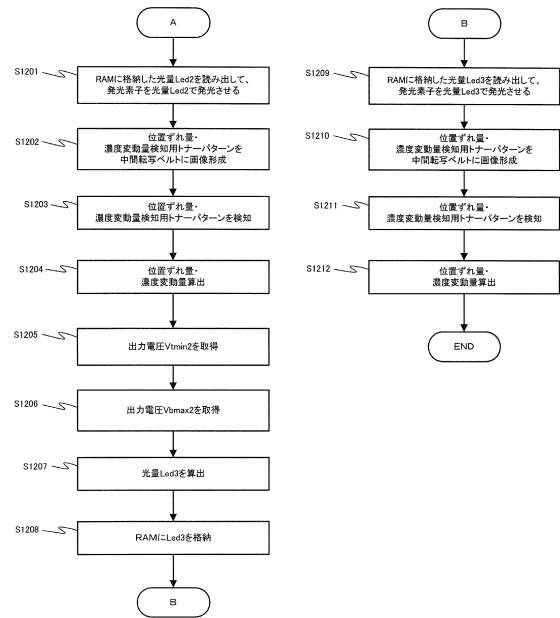 A
S1201
RAMに格納した光量Led2を読み出して、
発光素子を光量Led2で発光させる
S1202
位置ずれ量・
濃度変動量検知用トナーパターンを
中間転写ベルトに画像形成
S1203
位置ずれ量・
濃度変動量検知用トナーパターンを検知
S1204
位置ずれ量・
濃度変動量算出
S1205
出力電圧Vtmin2を取得
S1206
出力電圧Vbmax2を取得
S1207
光量Led3を算出
S1208
RAMにLed3を格納
B
B
S1209
RAMに格納した光量Led3を読み出して、
発光素子を光量Led3で発光させる
S1210
位置ずれ量・
濃度変動量検知用トナーパターンを
中間転写ベルトに画像形成
S1211
位置ずれ量・
濃度変動量検知用トナーパターンを検知
S1212
位置ずれ量・
濃度変動量算出
END